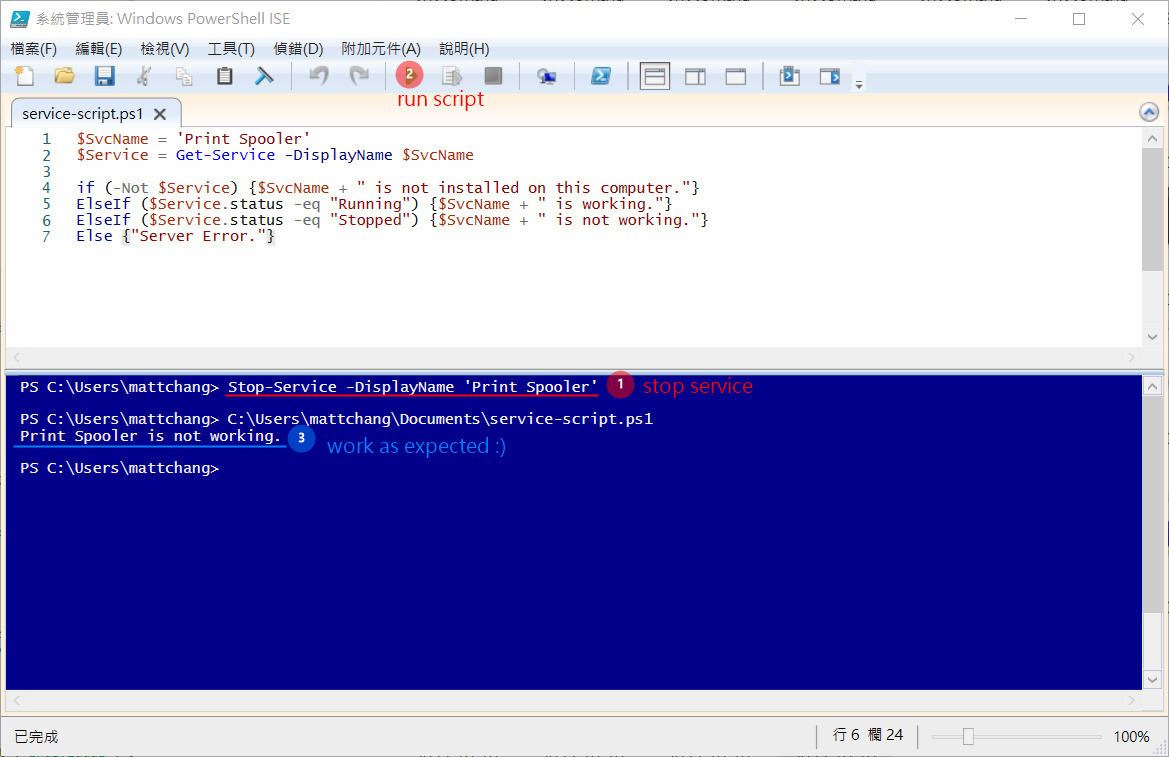 系統管理員: Windows PowerShell ISE
檔案(F) 編輯(E) 檢視(V) 工具(T) 偵錯(D) 附加元件(A) 說明(H)
2
run script
service-script.ps1
1 $SvcName = 'Print Spooler'
2 $Service = Get-Service -DisplayName $SvcName
3
4 if (-Not $Service) {$SvcName + " is not installed on this computer."}
5 ElseIf ($Service.status -eq "Running") {$SvcName + " is working."}
6 ElseIf ($Service.status -eq "Stopped") {$SvcName + " is not working."}
7 Else {"Server Error."}
PS C:\Users\mattchang> Stop-Service -DisplayName 'Print Spooler' 1 stop service
PS C:\Users\mattchang> C:\Users\mattchang\Documents\service-script.ps1
Print Spooler is not working. 3 work as expected :)
PS C:\Users\mattchang>
已完成 行 6 欄 24 100%